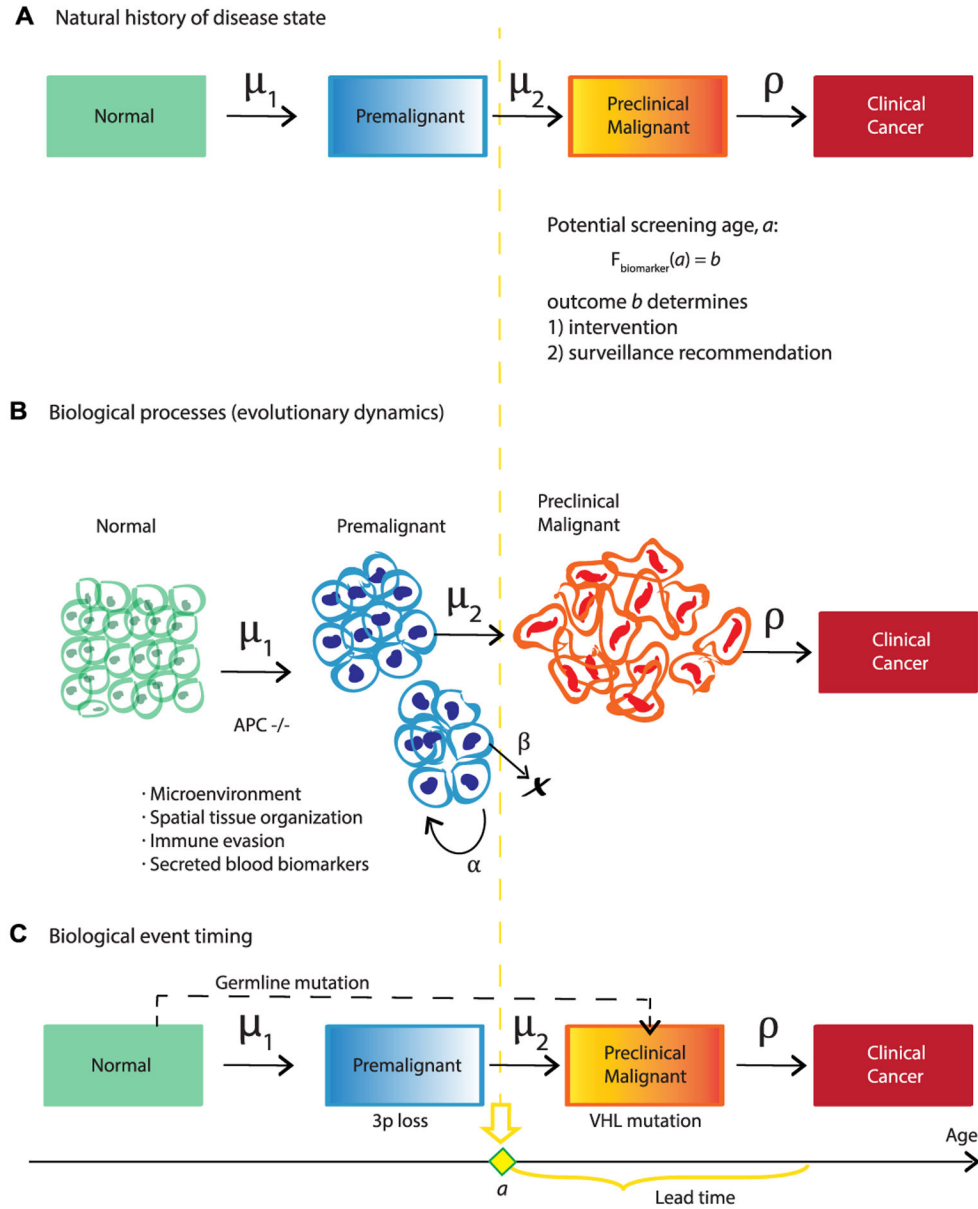 A Natural history of disease state
Normal
μ1
Premalignant
μ2
Preclinical
Malignant
ρ
Clinical
Cancer
Potential screening age, a:
Fbiomarker(a) = b
outcome b determines
1) intervention
2) surveillance recommendation
B Biological processes (evolutionary dynamics)
Normal
Premalignant
Preclinical
Malignant
μ1
APC -/-
μ2
ρ
Clinical
Cancer
β
x
α
· Microenvironment
· Spatial tissue organization
· Immune evasion
· Secreted blood biomarkers
C Biological event timing
Germline mutation
Normal
μ1
Premalignant
3p loss
μ2
Preclinical
Malignant
VHL mutation
ρ
Clinical
Cancer
Age
a
Lead time